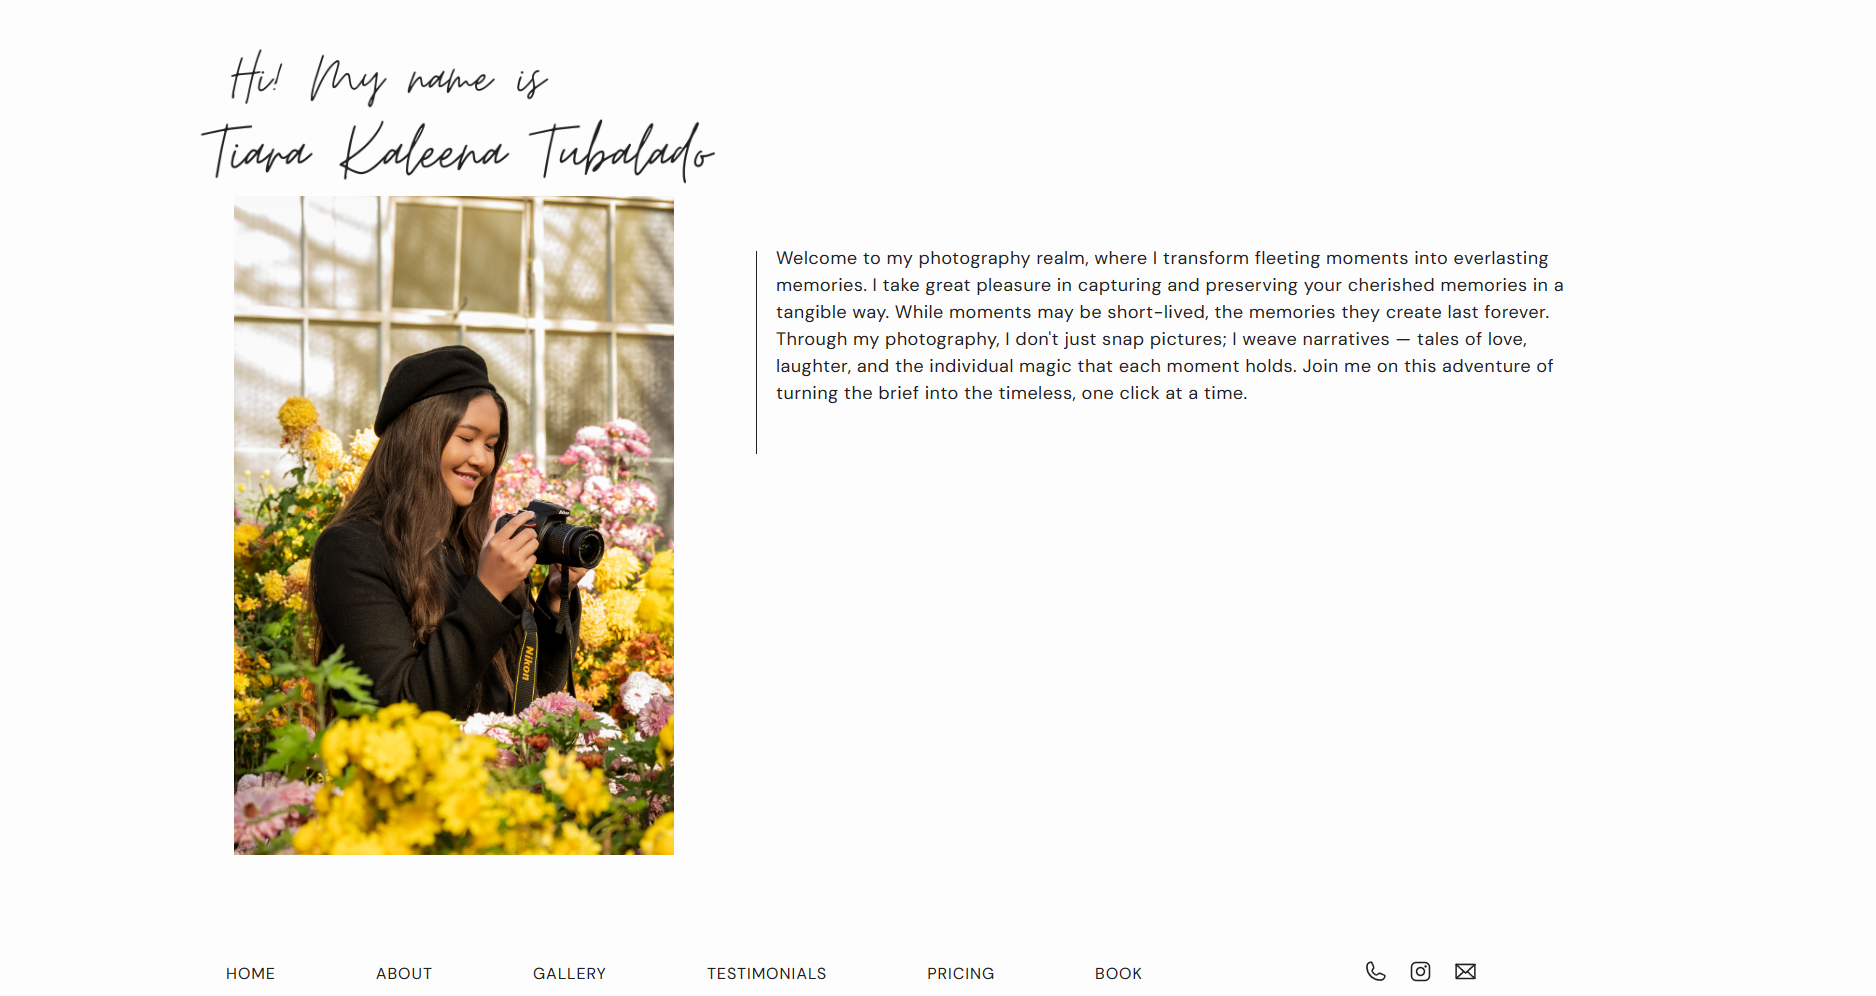 Hi! My name is
Tiara Kaleena Tubalado
Welcome to my photography realm, where I transform fleeting moments into everlasting
memories. I take great pleasure in capturing and preserving your cherished memories in a
tangible way. While moments may be short-lived, the memories they create last forever.
Through my photography, I don't just snap pictures; I weave narratives — tales of love,
laughter, and the individual magic that each moment holds. Join me on this adventure of
turning the brief into the timeless, one click at a time.
Nikon
Nikon
HOME ABOUT GALLERY TESTIMONIALS PRICING BOOK